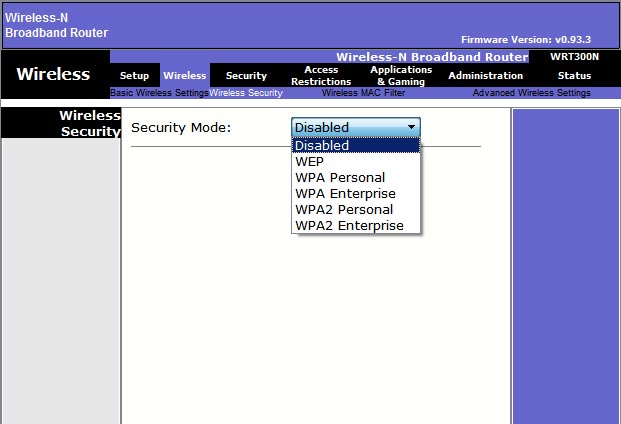 Wireless-N
Broadband Router
Firmware Version: v0.93.3
Wireless-N Broadband Router WRT300N
Wireless
Setup Wireless Security Access Restrictions Applications & Gaming Administration Status
Basic Wireless Settings Wireless Security Wireless MAC Filter Advanced Wireless Settings
Wireless
Security
Security Mode: Disabled
Disabled
WEP
WPA Personal
WPA Enterprise
WPA2 Personal
WPA2 Enterprise